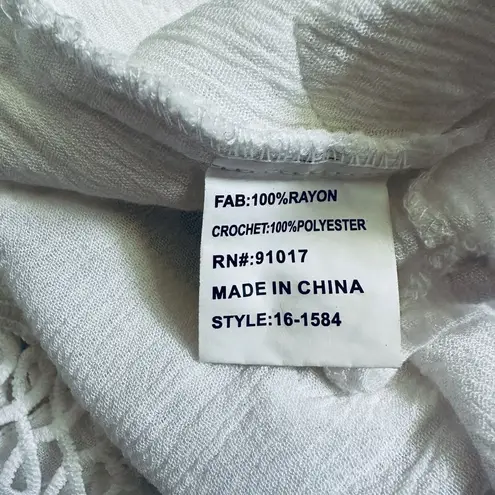 FAB:100%RAYON
CROCHET:100%POLYESTER
RN#:91017
MADE IN CHINA
STYLE:16-1584